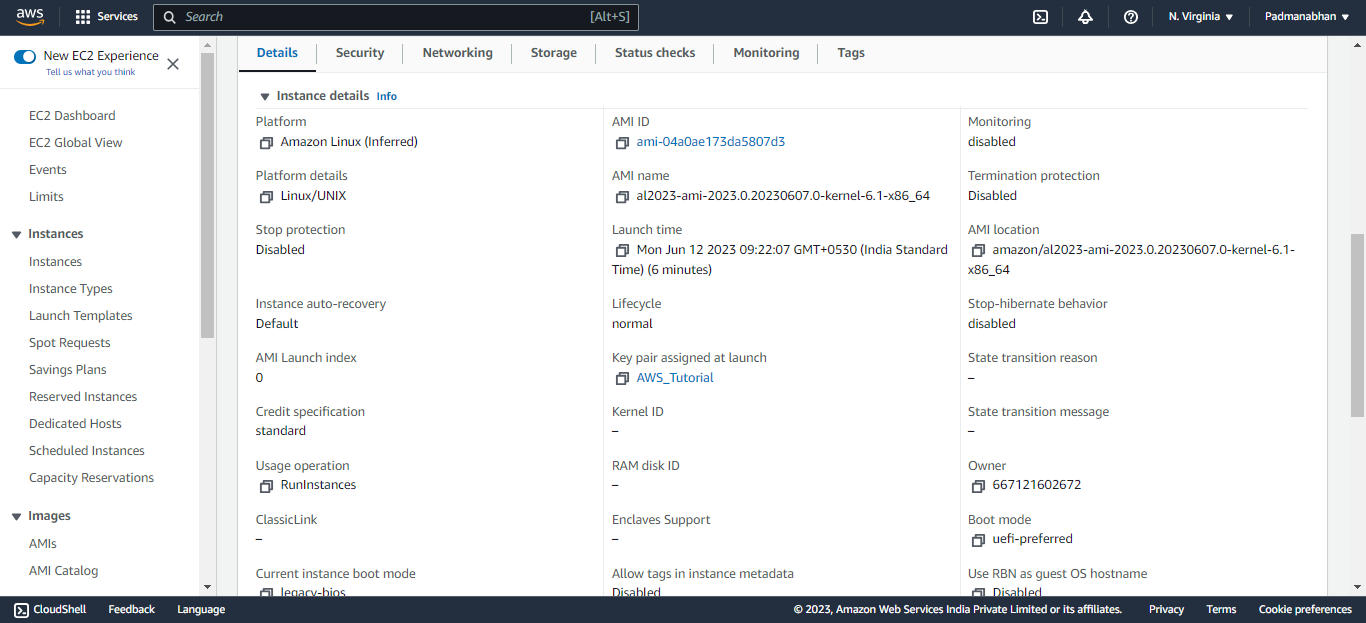 aws
Services
Search
[Alt+S]
N. Virginia
Padmanabhan
New EC2 Experience
Tell us what you think
EC2 Dashboard
EC2 Global View
Events
Limits
Instances
Instances
Instance Types
Launch Templates
Spot Requests
Savings Plans
Reserved Instances
Dedicated Hosts
Scheduled Instances
Capacity Reservations
Images
AMIs
AMI Catalog
Details
Security
Networking
Storage
Status checks
Monitoring
Tags
Instance details Info
Platform
Amazon Linux (Inferred)
AMI ID
ami-04a0ae173da5807d3
Monitoring
disabled
Platform details
Linux/UNIX
AMI name
al2023-ami-2023.0.20230607.0-kernel-6.1-x86_64
Termination protection
Disabled
Stop protection
Disabled
Launch time
Mon Jun 12 2023 09:22:07 GMT+0530 (India Standard
Time) (6 minutes)
AMI location
amazon/al2023-ami-2023.0.20230607.0-kernel-6.1-
x86_64
Instance auto-recovery
Default
Lifecycle
normal
Stop-hibernate behavior
disabled
AMI Launch index
0
Key pair assigned at launch
AWS_Tutorial
State transition reason
–
Credit specification
standard
Kernel ID
–
State transition message
–
Usage operation
RunInstances
RAM disk ID
–
Owner
667121602672
ClassicLink
–
Enclaves Support
–
Boot mode
uefi-preferred
Current instance boot mode
legacy-bios
Allow tags in instance metadata
Disabled
Use RBN as guest OS hostname
Disabled
CloudShell
Feedback
Language
© 2023, Amazon Web Services India Private Limited or its affiliates.
Privacy
Terms
Cookie preferences